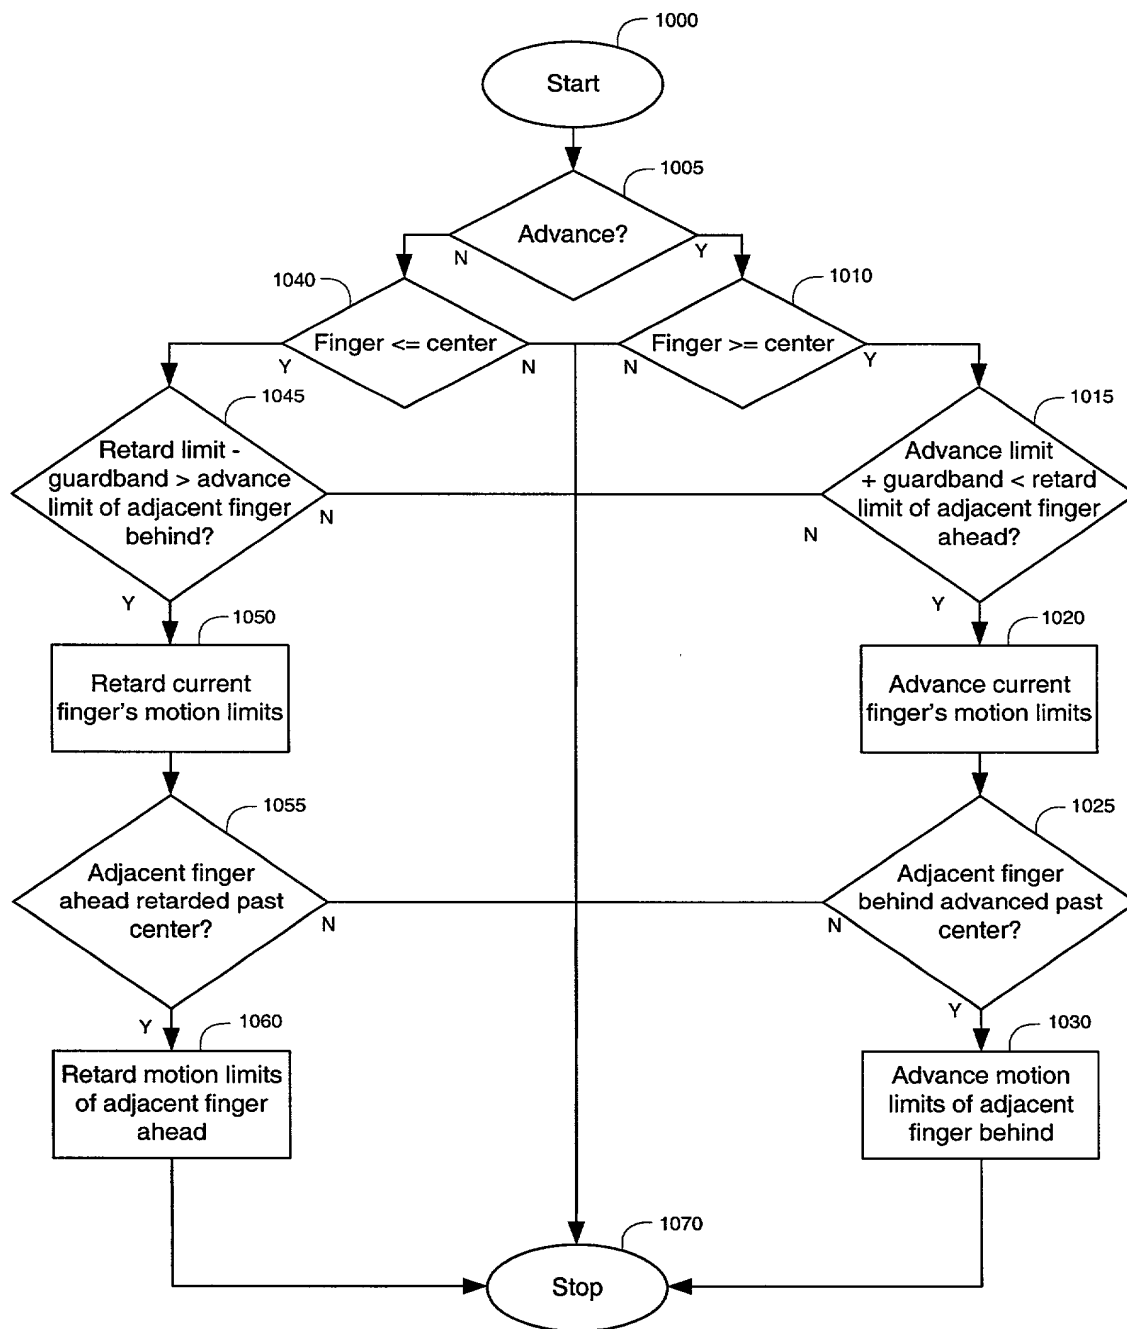 1000
Start
1005
Advance?
N
Y
1040
1010
Finger <= center
Finger >= center
Y
N
N
Y
1045
1015
Retard limit -
guardband > advance
limit of adjacent finger
behind?
Advance limit
+ guardband < retard
limit of adjacent finger
ahead?
N
N
Y
Y
1050
1020
Retard current
finger's motion limits
Advance current
finger's motion limits
1055
1025
Adjacent finger
ahead retarded past
center?
Adjacent finger
behind advanced past
center?
N
N
Y
Y
1060
1030
Retard motion limits
of adjacent finger
ahead
Advance motion
limits of adjacent
finger behind
1070
Stop